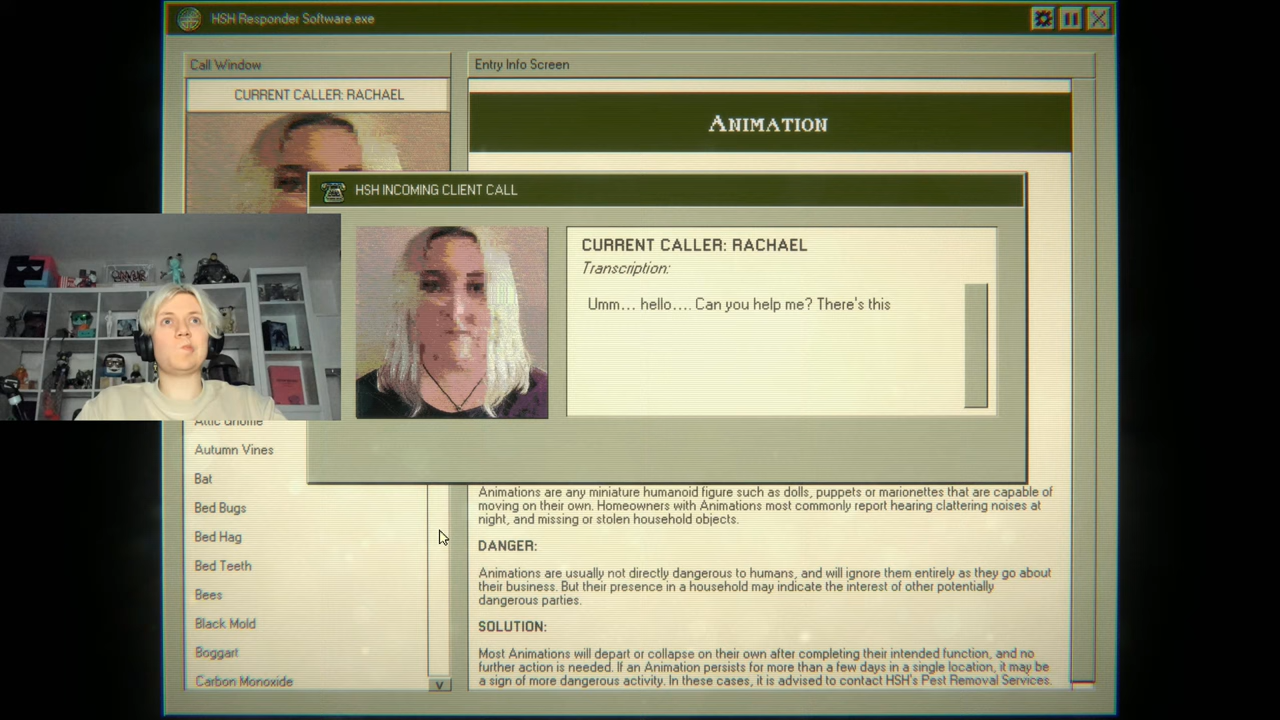 HSH Responder Software.exe
Call Window
Entry Info Screen
CURRENT CALLER: RACHAEL
ANIMATION
HSH INCOMING CLIENT CALL
CURRENT CALLER: RACHAEL
Transcription:
Umm... hello.... Can you help me? There's this
Attic Gnome
Autumn Vines
Bat
Bed Bugs
Bed Hag
Bed Teeth
Bees
Black Mold
Boggart
Carbon Monoxide
v
Animations are any miniature humanoid figure such as dolls, puppets or marionettes that are capable of
moving on their own. Homeowners with Animations most commonly report hearing clattering noises at
night, and missing or stolen household objects.
DANGER:
Animations are usually not directly dangerous to humans, and will ignore them entirely as they go about
their business. But their presence in a household may indicate the interest of other potentially
dangerous parties.
SOLUTION:
Most Animations will depart or collapse on their own after completing their intended function, and no
further action is needed. If an Animation persists for more than a few days in a single location, it may be
a sign of more dangerous activity. In these cases, it is advised to contact HSH's Pest Removal Services.